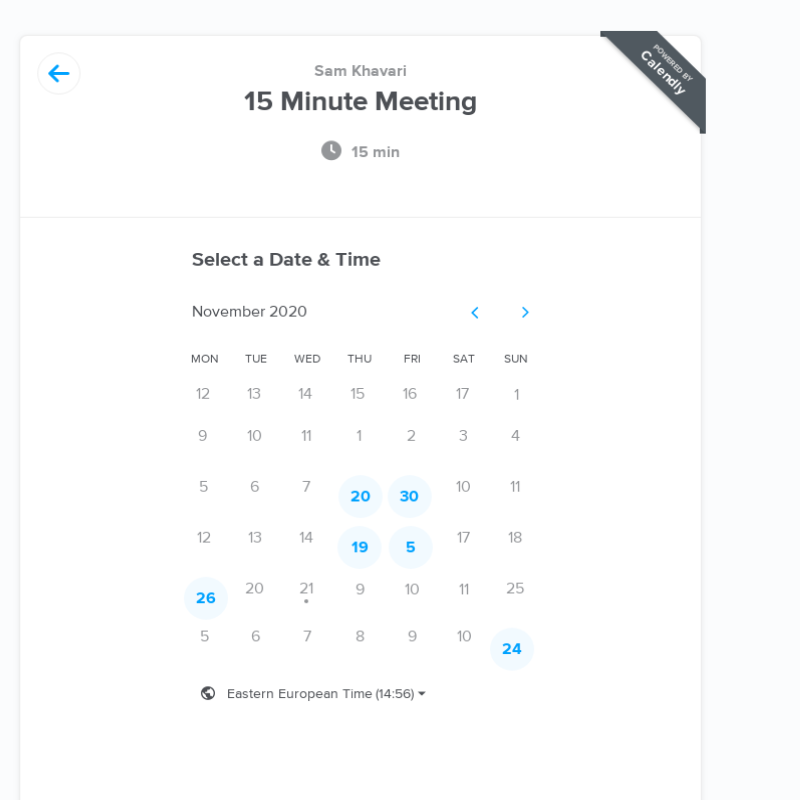 POWERED BY
Calendly
Sam Khavari
15 Minute Meeting
15 min
Select a Date & Time
November 2020
MON TUE WED THU FRI SAT SUN
12 13 14 15 16 17 1
9 10 11 1 2 3 4
5 6 7 20 30 10 11
12 13 14 19 5 17 18
26 20 21 9 10 11 25
5 6 7 8 9 10 24
Eastern European Time (14:56)